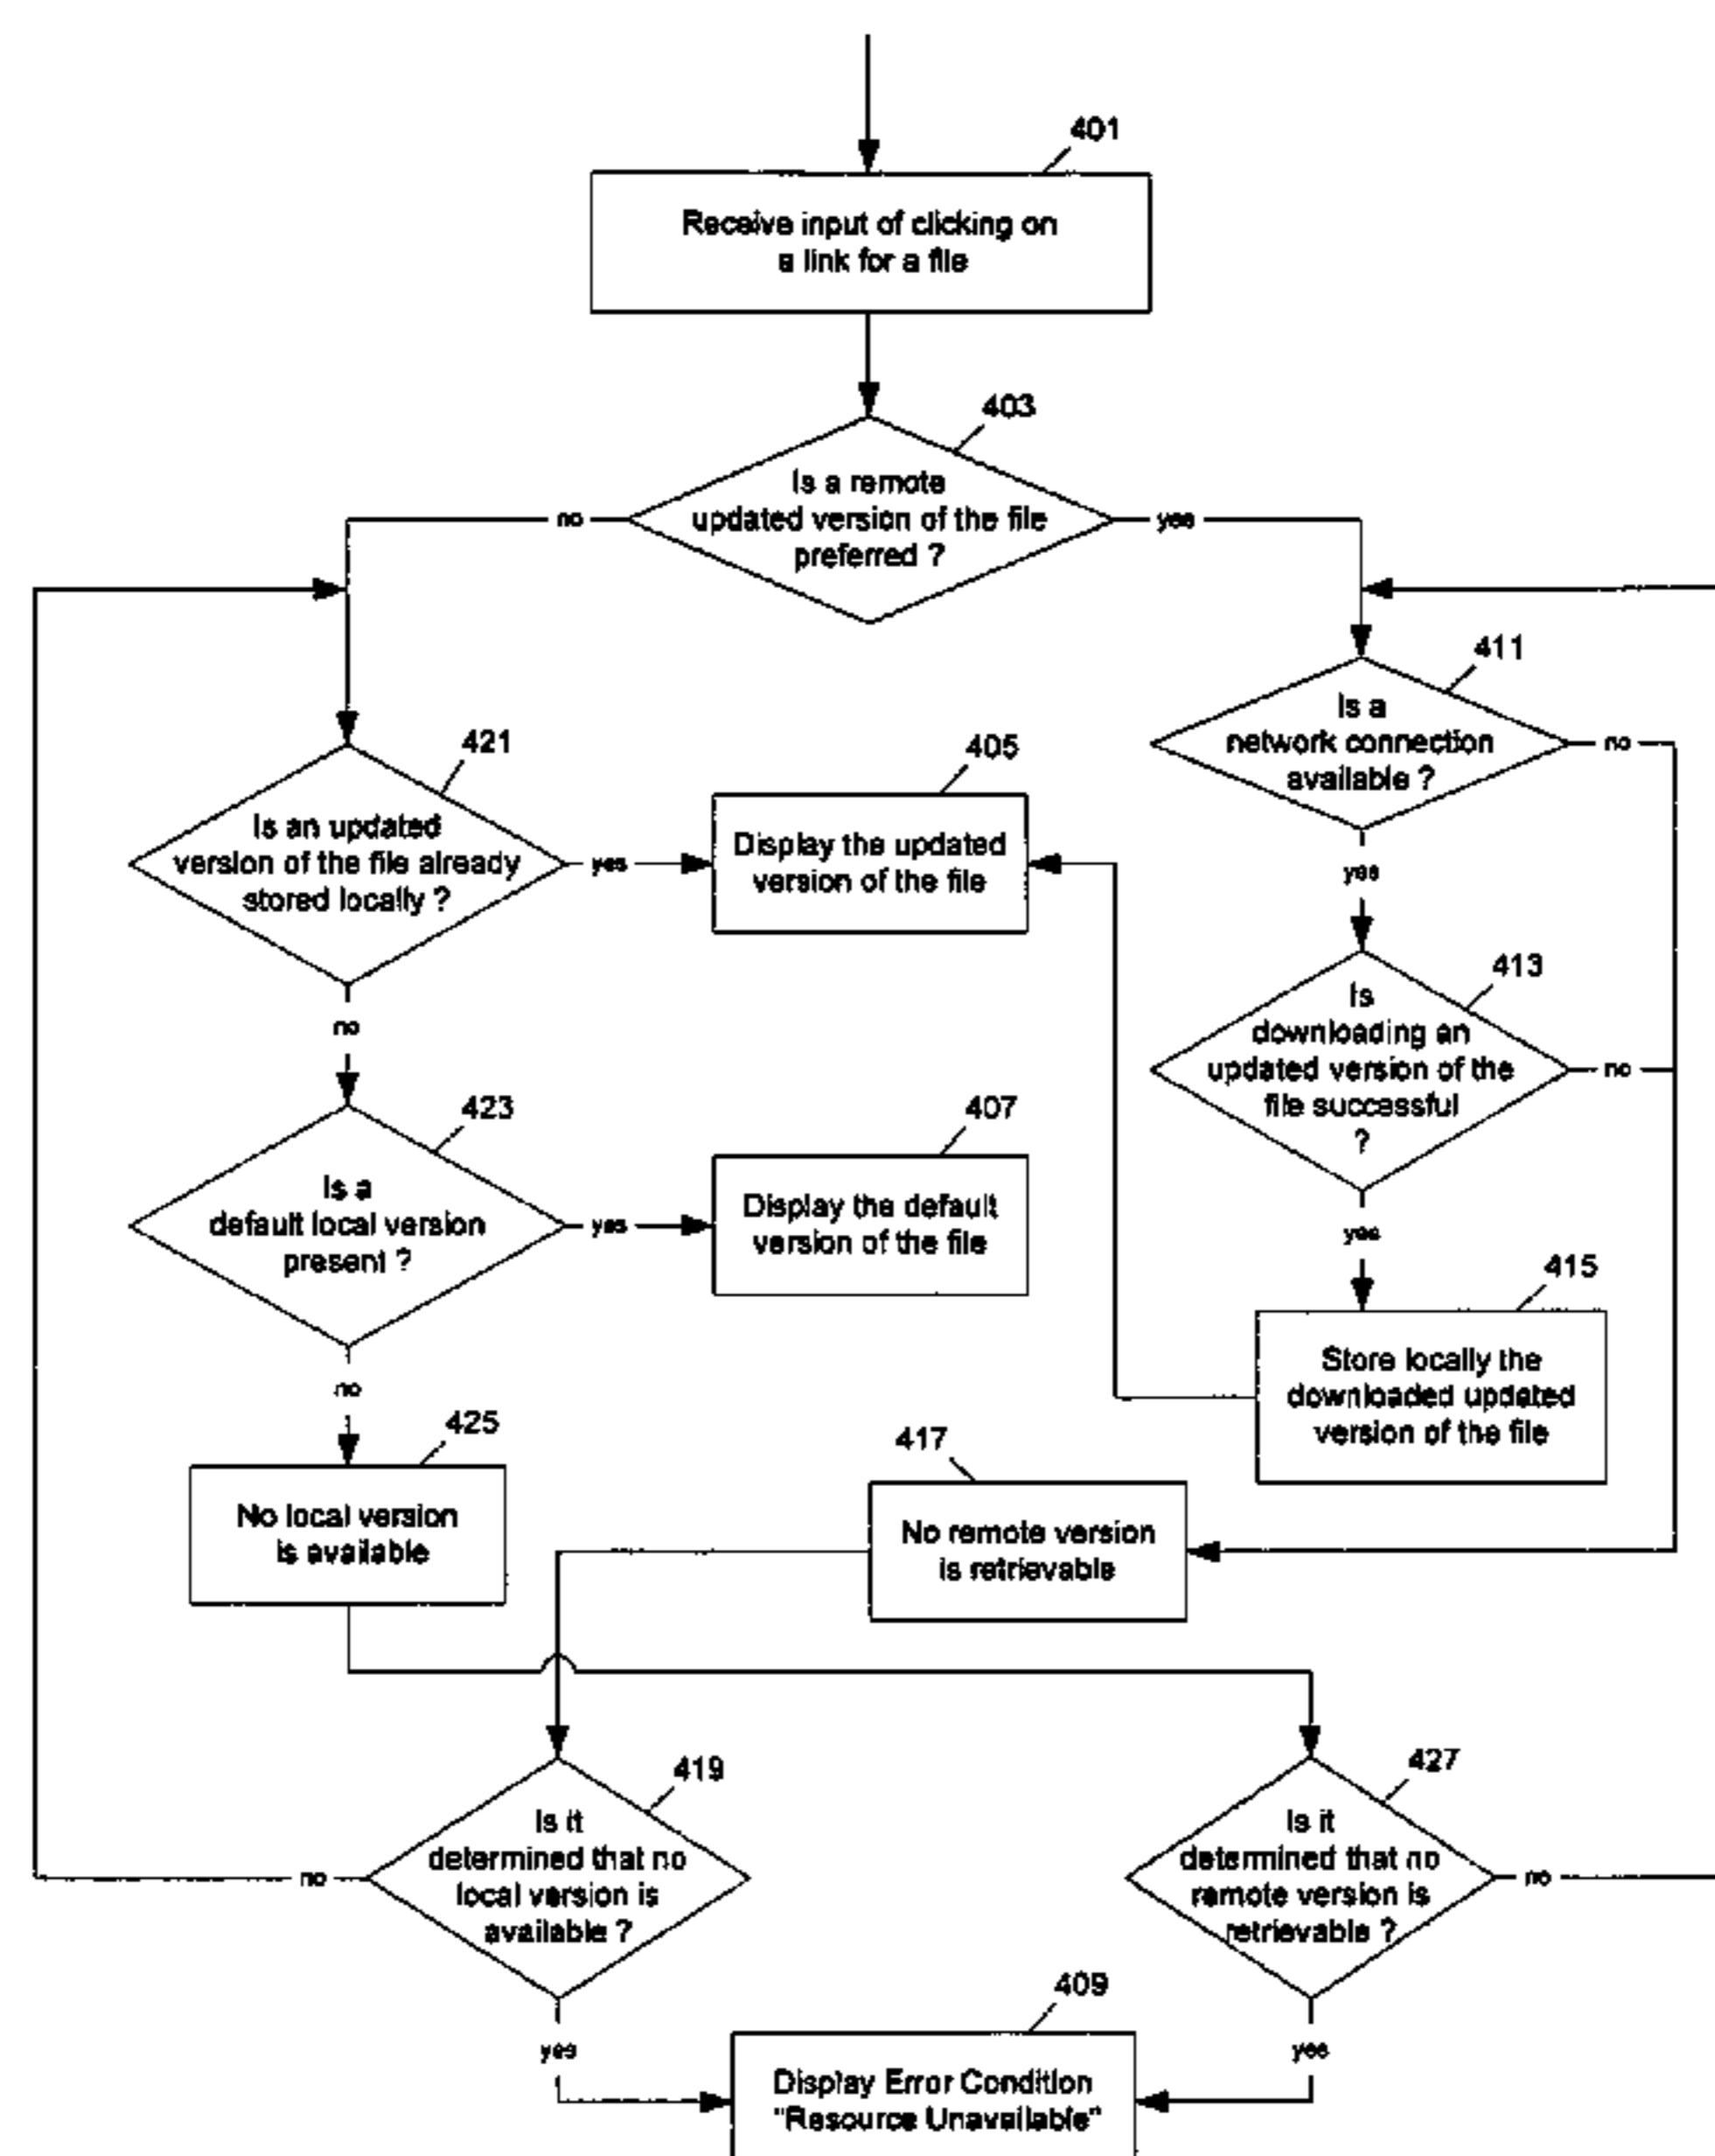 401
Receive input of clicking on
a link for a file
403
Is a remote
updated version of the file
preferred ?
no
yes
411
Is a
network connection
available ?
no
yes
421
Is an updated
version of the file already
stored locally ?
yes
no
405
Display the updated
version of the file
413
Is
downloading an
updated version of the
file successful
?
no
yes
423
Is a
default local version
present ?
yes
no
407
Display the default
version of the file
415
Store locally the
downloaded updated
version of the file
425
No local version
is available
417
No remote version
is retrievable
419
Is it
determined that no
local version is
available ?
no
yes
427
Is it
determined that no
remote version is
retrievable ?
no
yes
409
Display Error Condition
"Resource Unavailable"